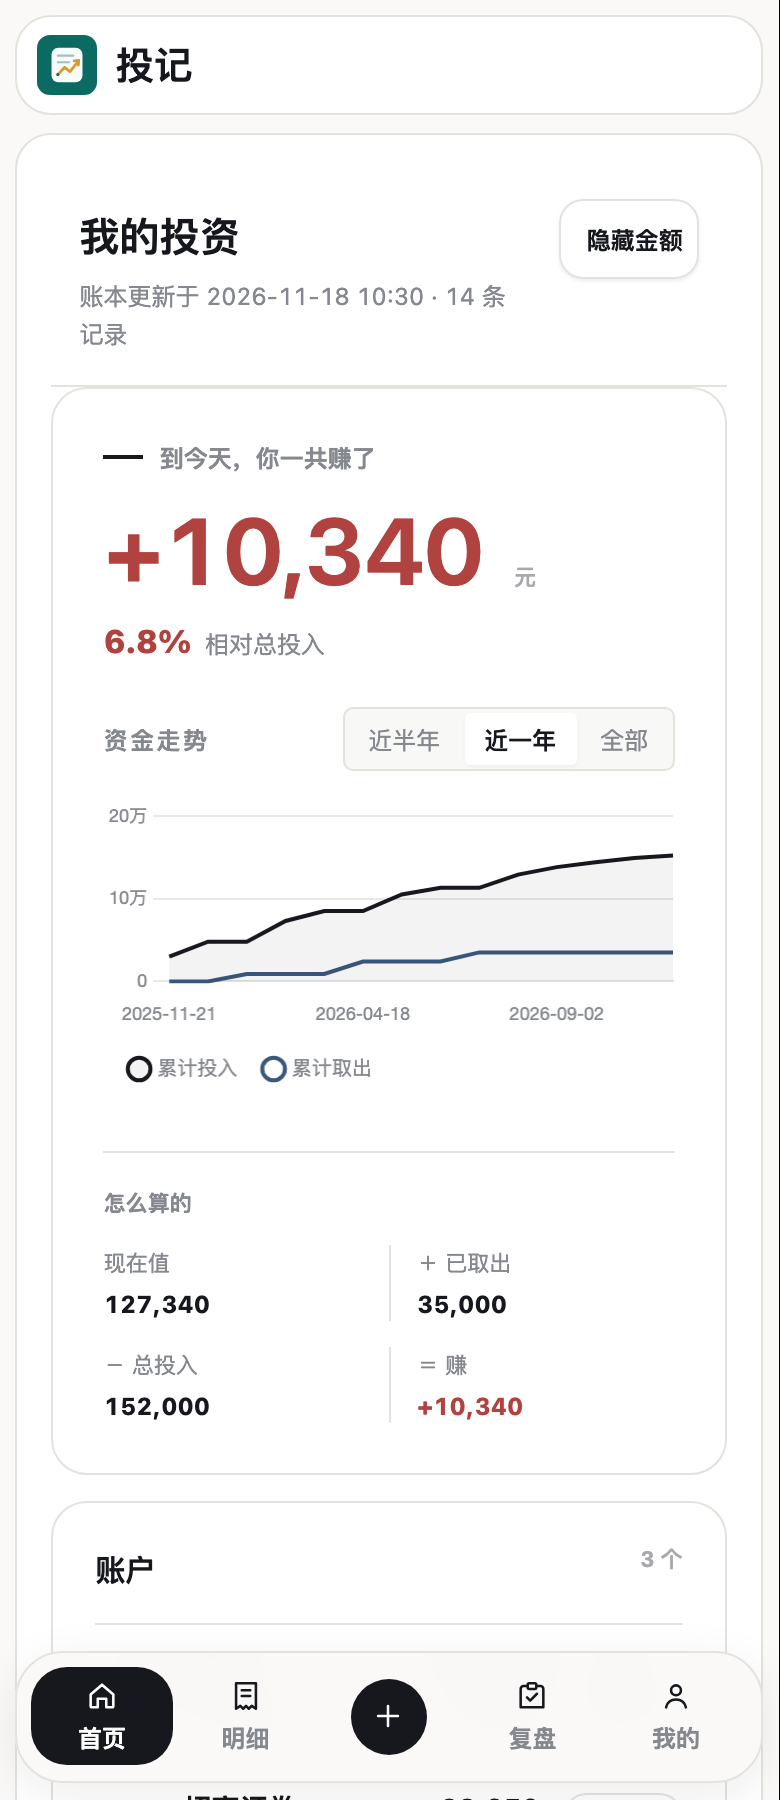 投记
我的投资
隐藏金额
账本更新于 2026-11-18 10:30 · 14 条
记录
到今天，你一共赚了
+10,340 元
6.8% 相对总投入
资金走势
近半年 近一年 全部
20万
10万
0
2025-11-21 2026-04-18 2026-09-02
累计投入 累计取出
怎么算的
现在值 + 已取出
127,340 35,000
− 总投入 = 赚
152,000 +10,340
账户 3 个
首页 明细 + 复盘 我的